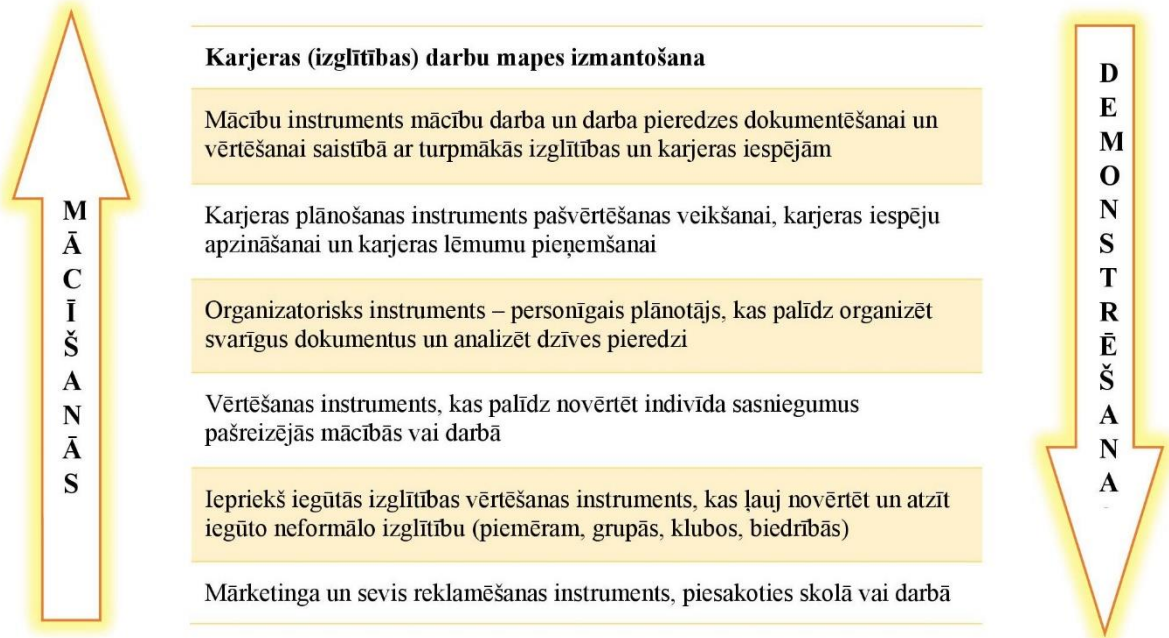 MĀCĪŠANĀS
Karjeras (izglītības) darbu mapes izmantošana
Mācību instruments mācību darba un darba pieredzes dokumentēšanai un
vērtēšanai saistībā ar turpmākās izglītības un karjeras iespējām
Karjeras plānošanas instruments pašvērtēšanas veikšanai, karjeras iespēju
apzināšanai un karjeras lēmumu pieņemšanai
Organizatorisks instruments – personīgais plānotājs, kas palīdz organizēt
svarīgus dokumentus un analizēt dzīves pieredzi
Vērtēšanas instruments, kas palīdz novērtēt indivīda sasniegumus
pašreizējās mācībās vai darbā
Iepriekš iegūtās izglītības vērtēšanas instruments, kas ļauj novērtēt un atzīt
iegūto neformālo izglītību (piemēram, grupās, klubos, biedrībās)
Mārketinga un sevis reklamēšanas instruments, piesakoties skolā vai darbā
DEMONSTRĒŠANA